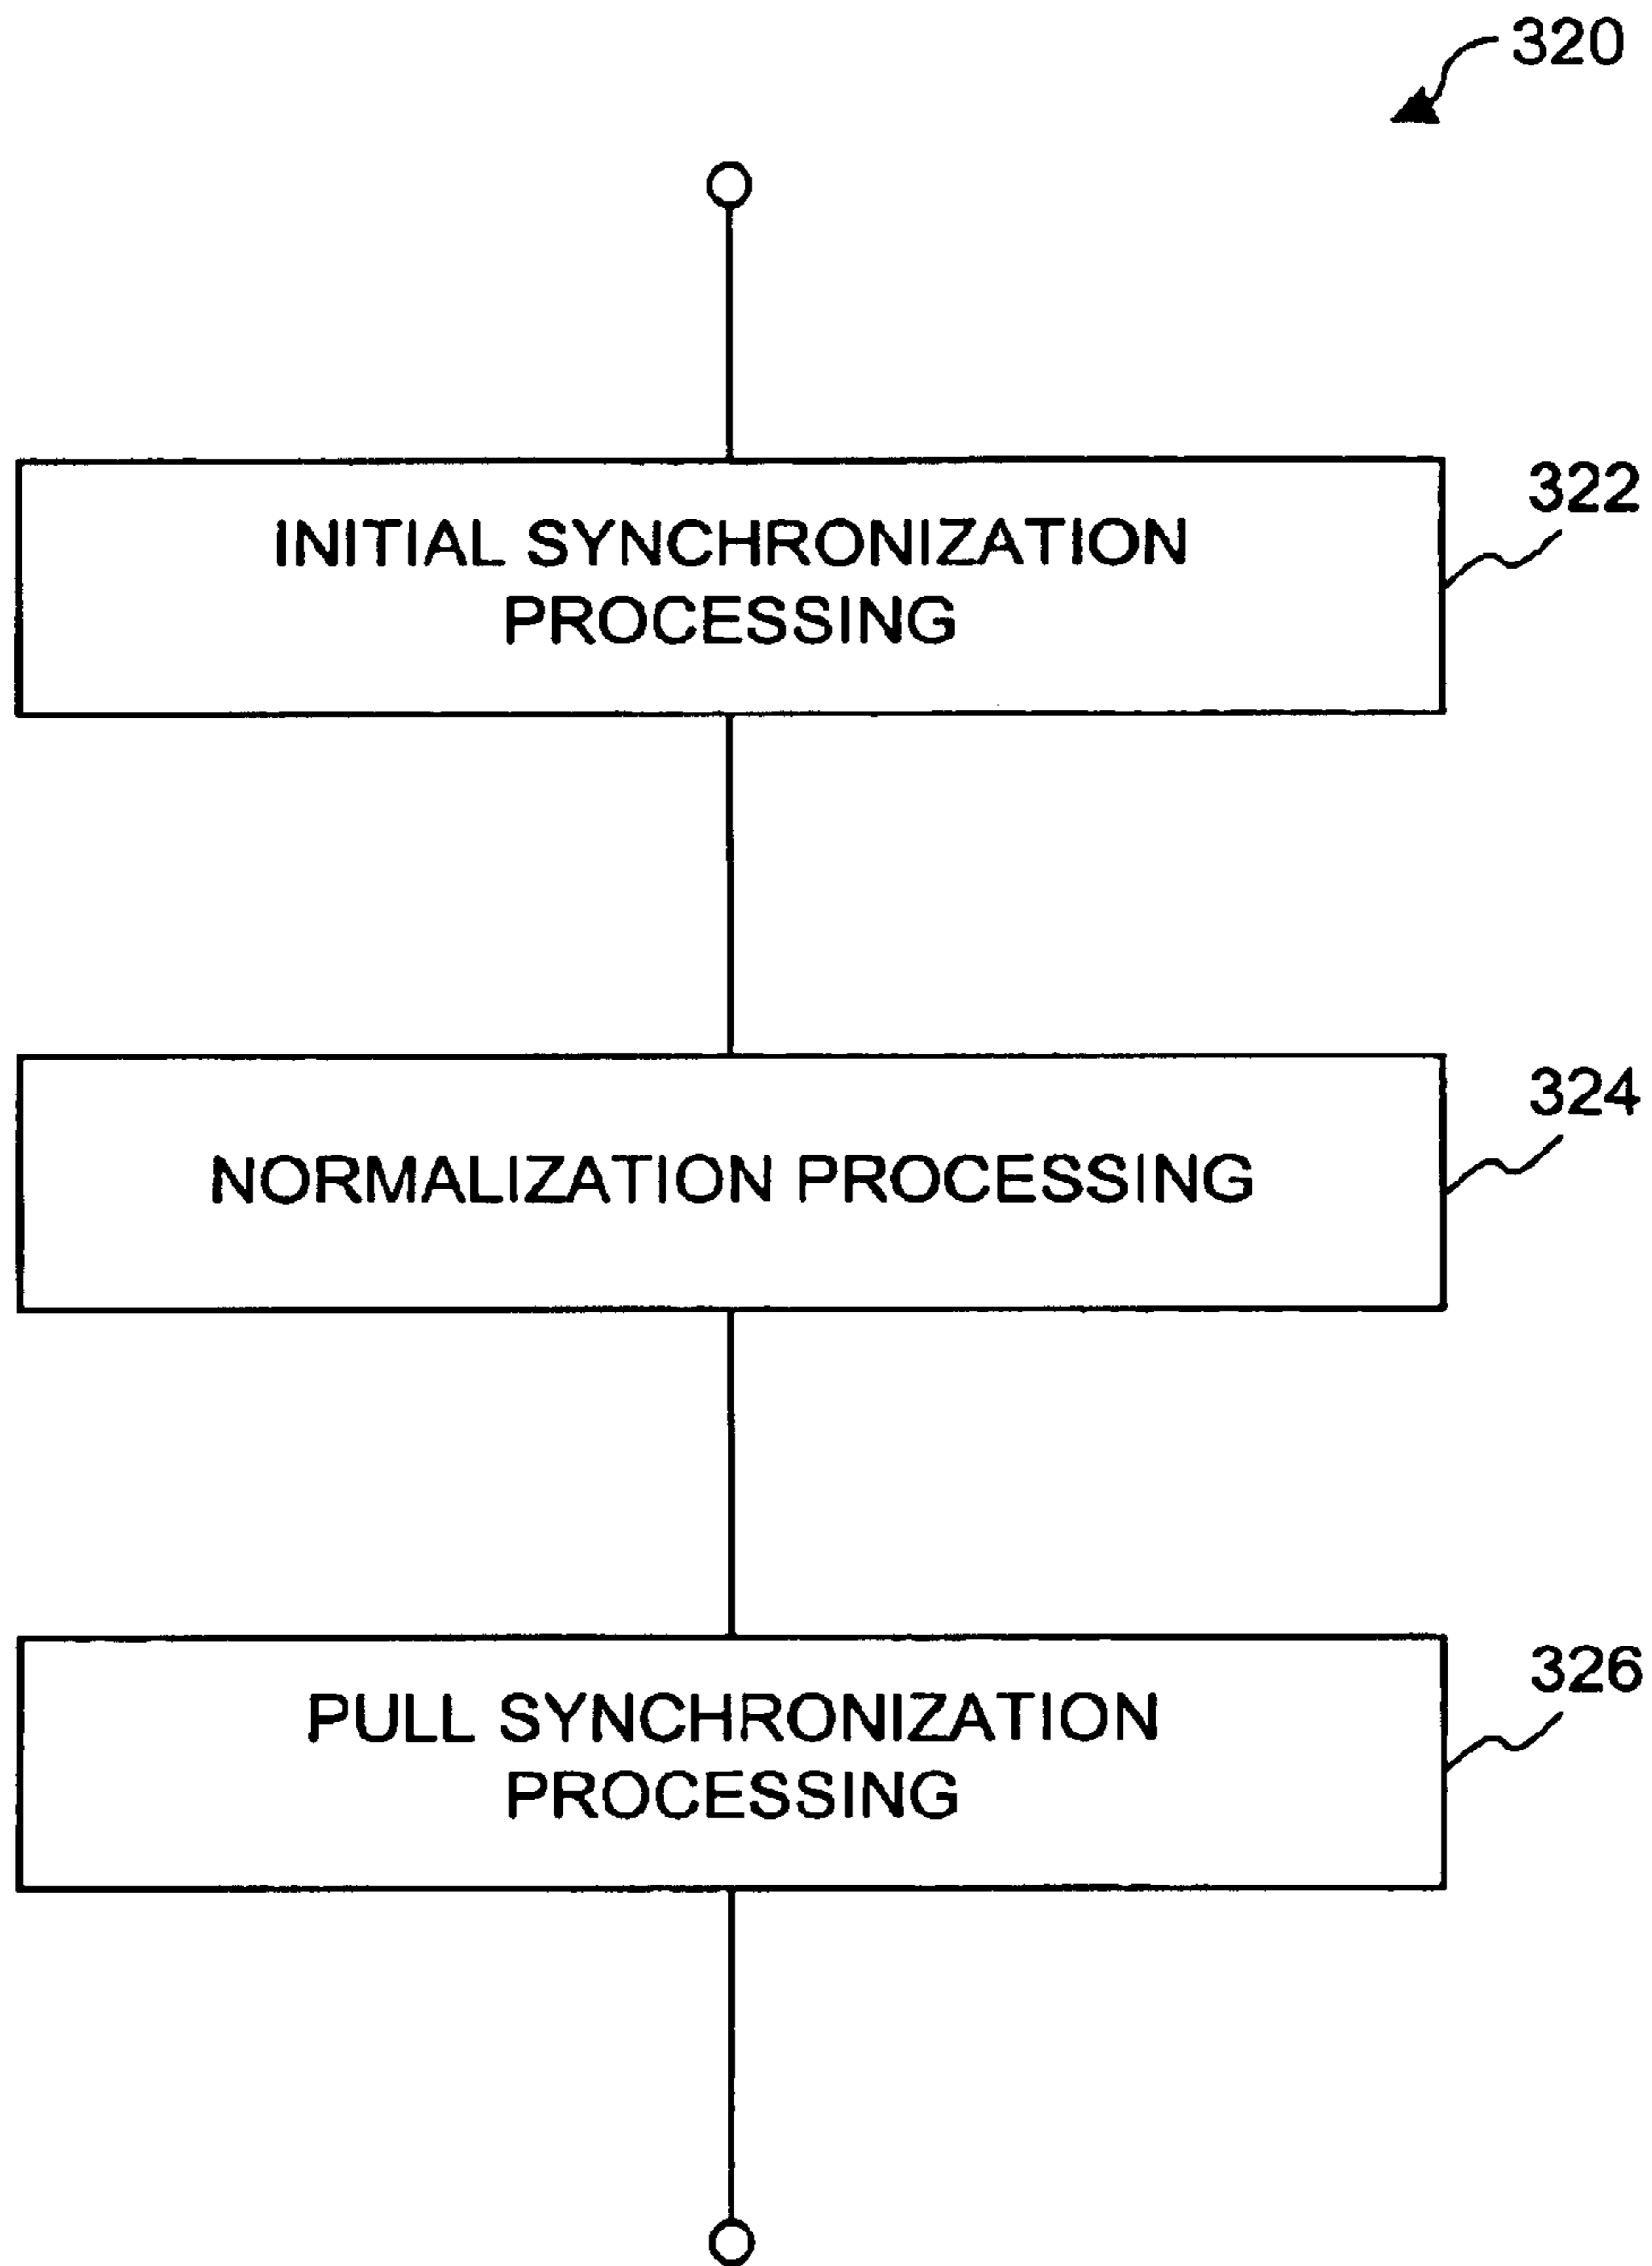 320
INITIAL SYNCHRONIZATION
PROCESSING
322
NORMALIZATION PROCESSING
324
PULL SYNCHRONIZATION
PROCESSING
326